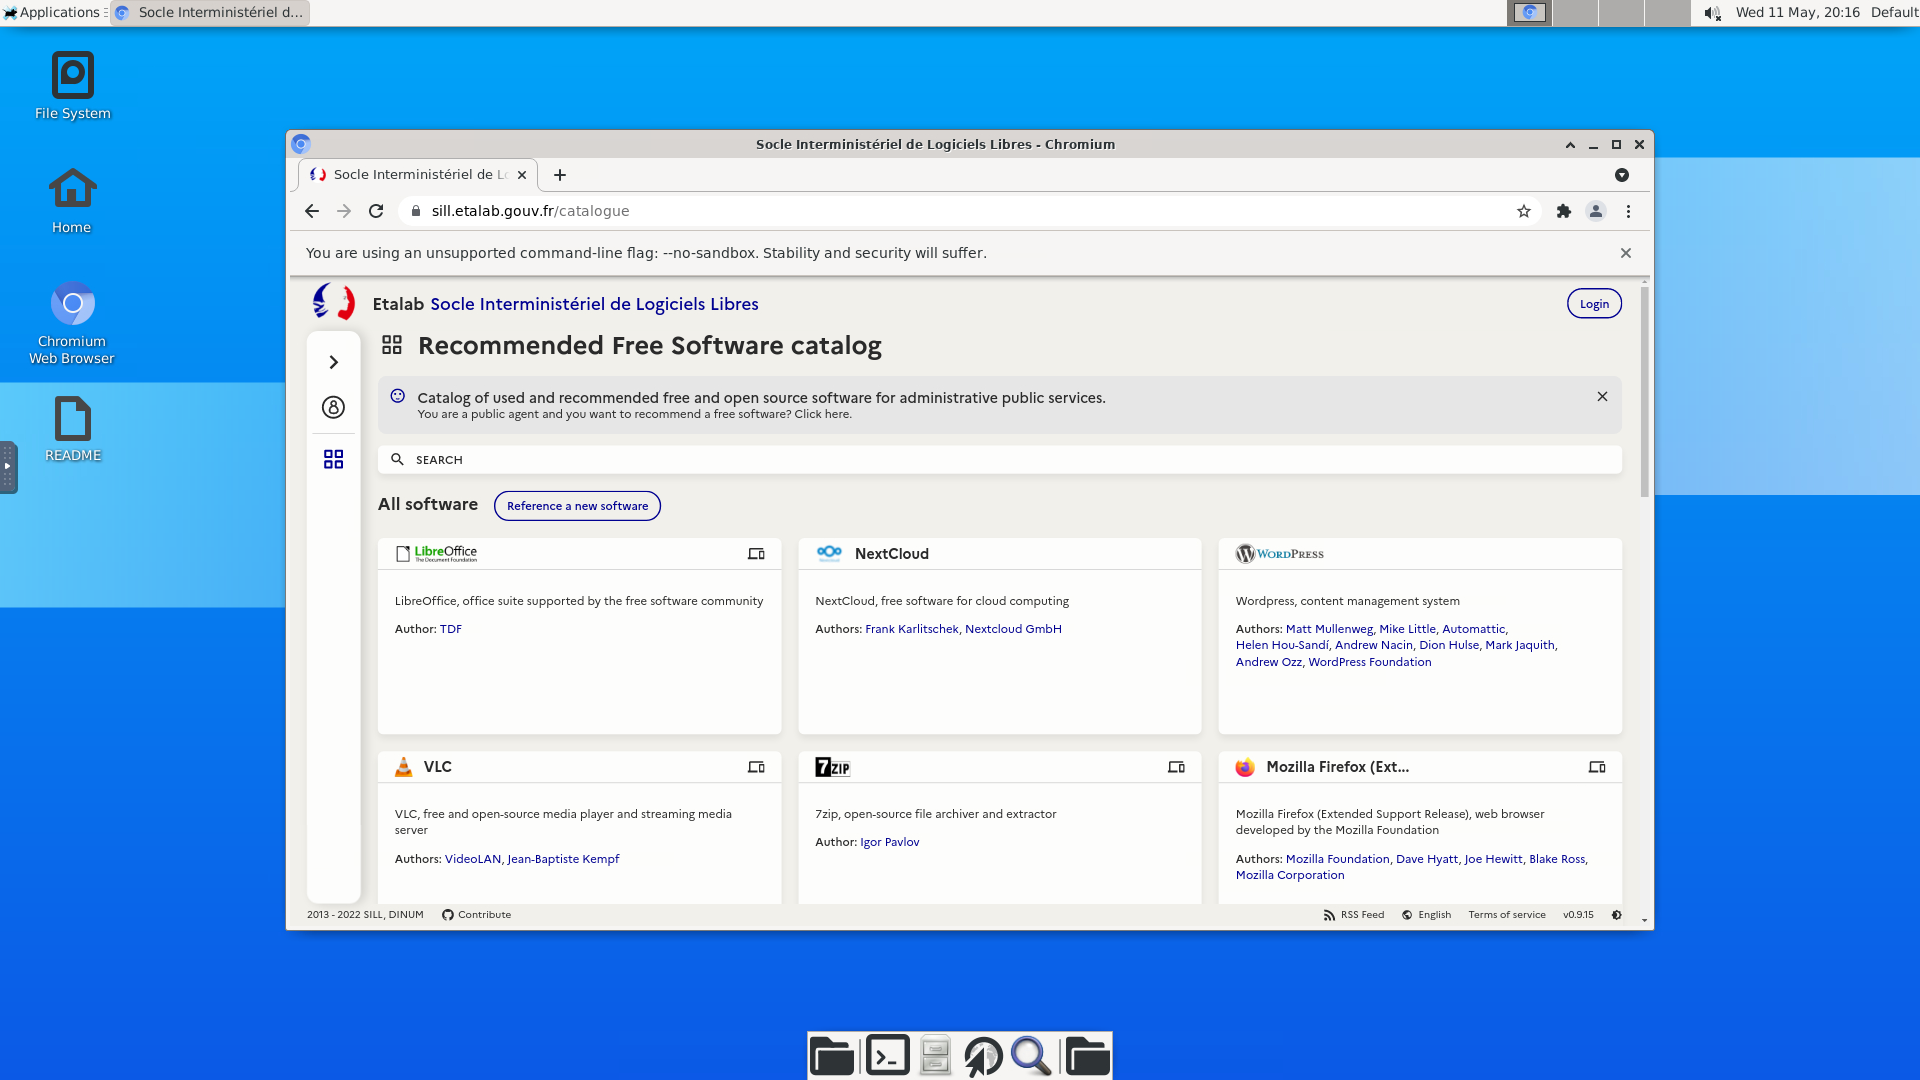 Applications
Socle Interministériel d...
Wed 11 May, 20:16
Default
File System
Home
Chromium
Web Browser
README
Socle Interministériel de Logiciels Libres - Chromium
Socle Interministériel de Lo
sill.etalab.gouv.fr/catalogue
You are using an unsupported command-line flag: --no-sandbox. Stability and security will suffer.
Etalab Socle Interministériel de Logiciels Libres
Login
Recommended Free Software catalog
Catalog of used and recommended free and open source software for administrative public services.
You are a public agent and you want to recommend a free software? Click here.
SEARCH
All software
Reference a new software
LibreOffice
The Document Foundation
LibreOffice, office suite supported by the free software community
Author: TDF
NextCloud
NextCloud, free software for cloud computing
Authors: Frank Karlitschek, Nextcloud GmbH
WORDPRESS
Wordpress, content management system
Authors: Matt Mullenweg, Mike Little, Automattic,
Helen Hou-Sandí, Andrew Nacin, Dion Hulse, Mark Jaquith,
Andrew Ozz, WordPress Foundation
VLC
VLC, free and open-source media player and streaming media
server
Authors: VideoLAN, Jean-Baptiste Kempf
7ZIP
7zip, open-source file archiver and extractor
Author: Igor Pavlov
Mozilla Firefox (Ext...
Mozilla Firefox (Extended Support Release), web browser
developed by the Mozilla Foundation
Authors: Mozilla Foundation, Dave Hyatt, Joe Hewitt, Blake Ross,
Mozilla Corporation
2013 - 2022 SILL, DINUM
Contribute
RSS Feed
English
Terms of service
v0.9.15